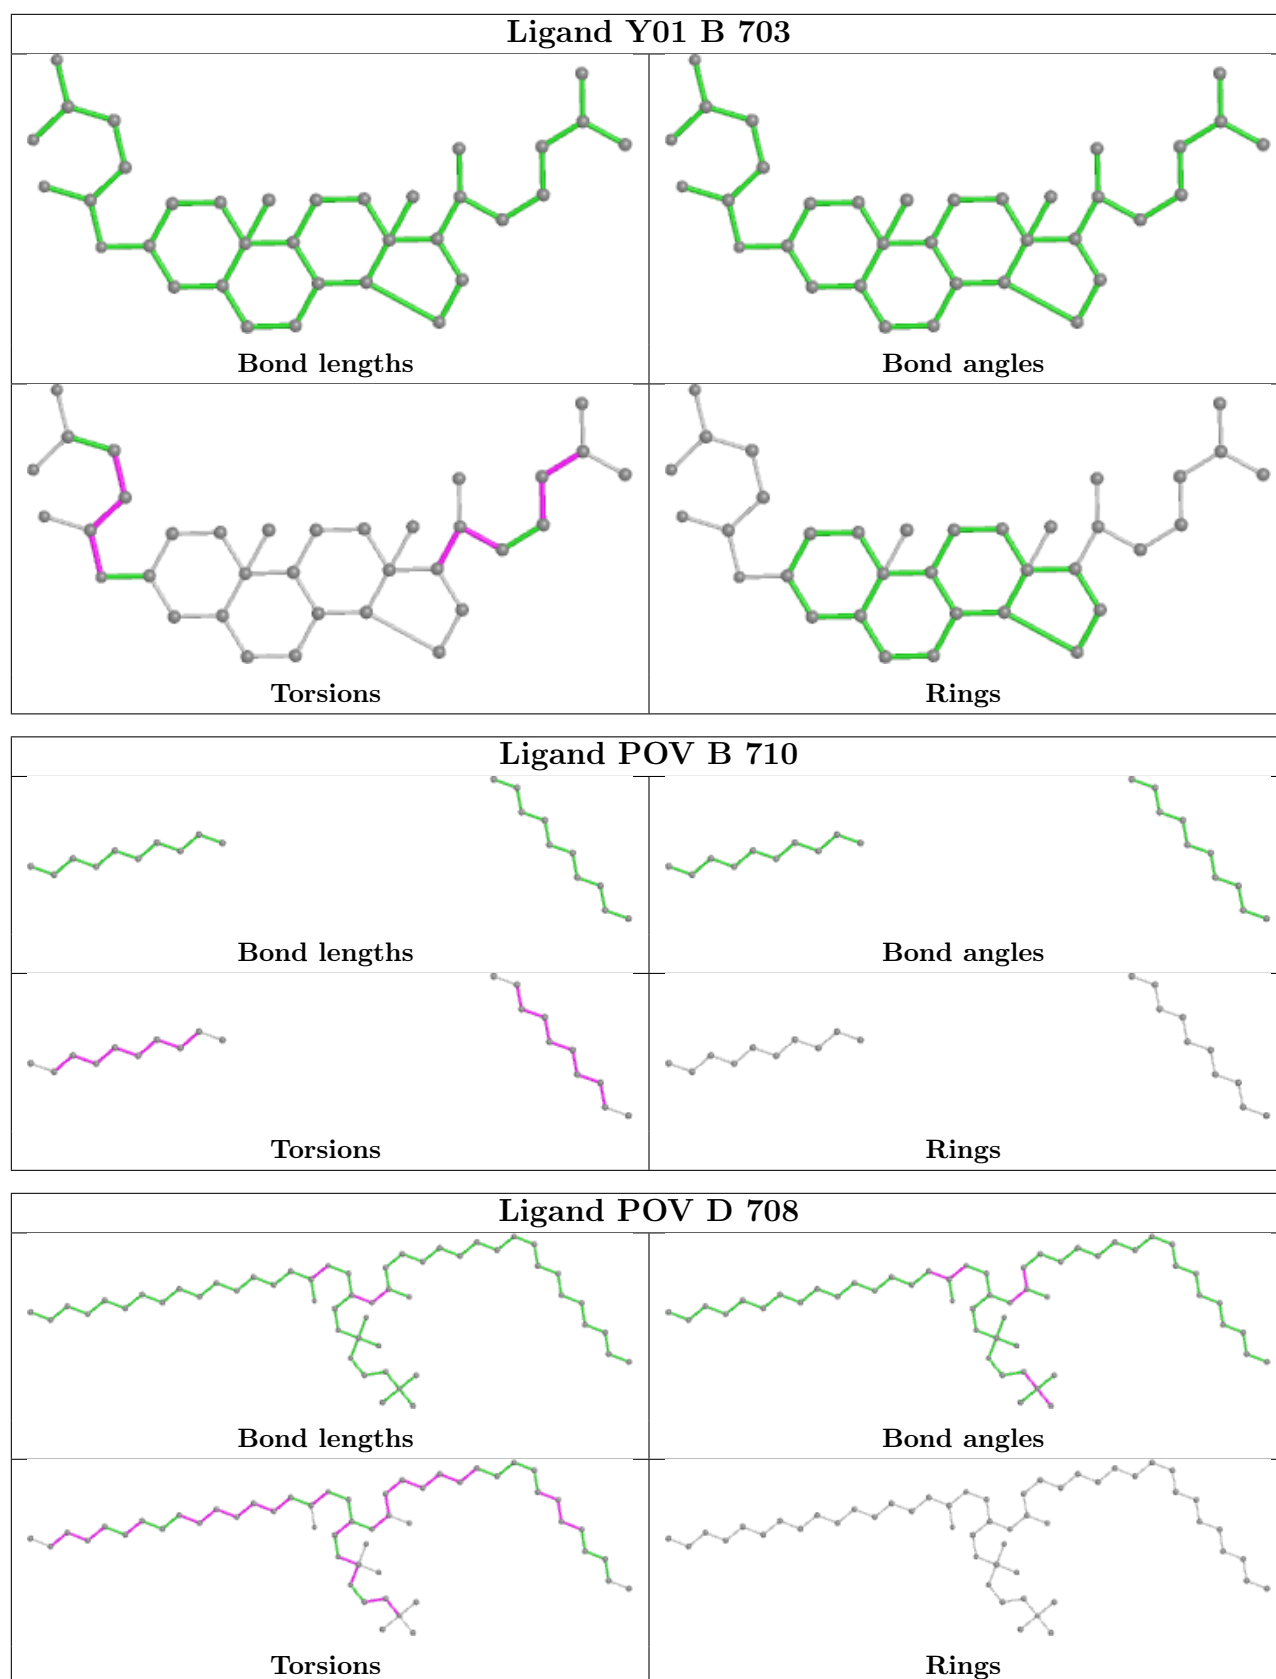 Ligand Y01 B 703
Bond lengths
Bond angles
Torsions
Rings
Ligand POV B 710
Bond lengths
Bond angles
Torsions
Rings
Ligand POV D 708
Bond lengths
Bond angles
Torsions
Rings